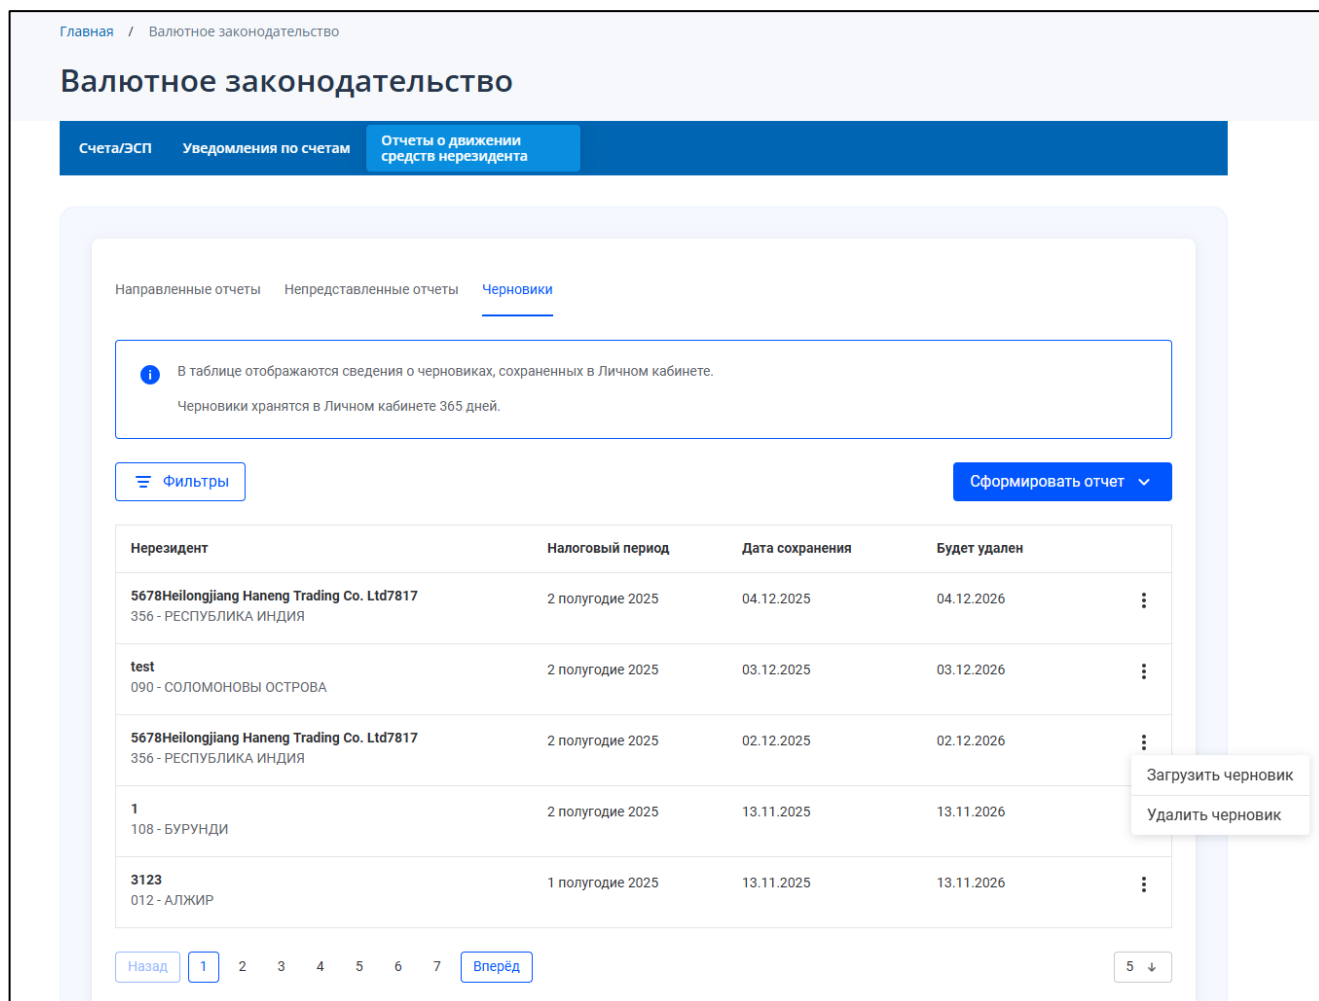 Главная / Валютное законодательство
Валютное законодательство
Счета/ЭСП Уведомления по счетам Отчеты о движении
средств нерезидента
Направленные отчеты Непредставленные отчеты Черновики
В таблице отображаются сведения о черновиках, сохраненных в Личном кабинете.
Черновики хранятся в Личном кабинете 365 дней.
Фильтры Сформировать отчет
Нерезидент Налоговый период Дата сохранения Будет удален
5678Heilongjiang Haneng Trading Co. Ltd7817 2 полугодие 2025 04.12.2025 04.12.2026
356 - РЕСПУБЛИКА ИНДИЯ
test 2 полугодие 2025 03.12.2025 03.12.2026
090 - СОЛОМОНОВЫ ОСТРОВА
5678Heilongjiang Haneng Trading Co. Ltd7817 2 полугодие 2025 02.12.2025 02.12.2026
356 - РЕСПУБЛИКА ИНДИЯ
Загрузить черновик
Удалить черновик
1 2 полугодие 2025 13.11.2025 13.11.2026
108 - БУРУНДИ
3123 1 полугодие 2025 13.11.2025 13.11.2026
012 - АЛЖИР
Назад 1 2 3 4 5 6 7 Вперёд 5